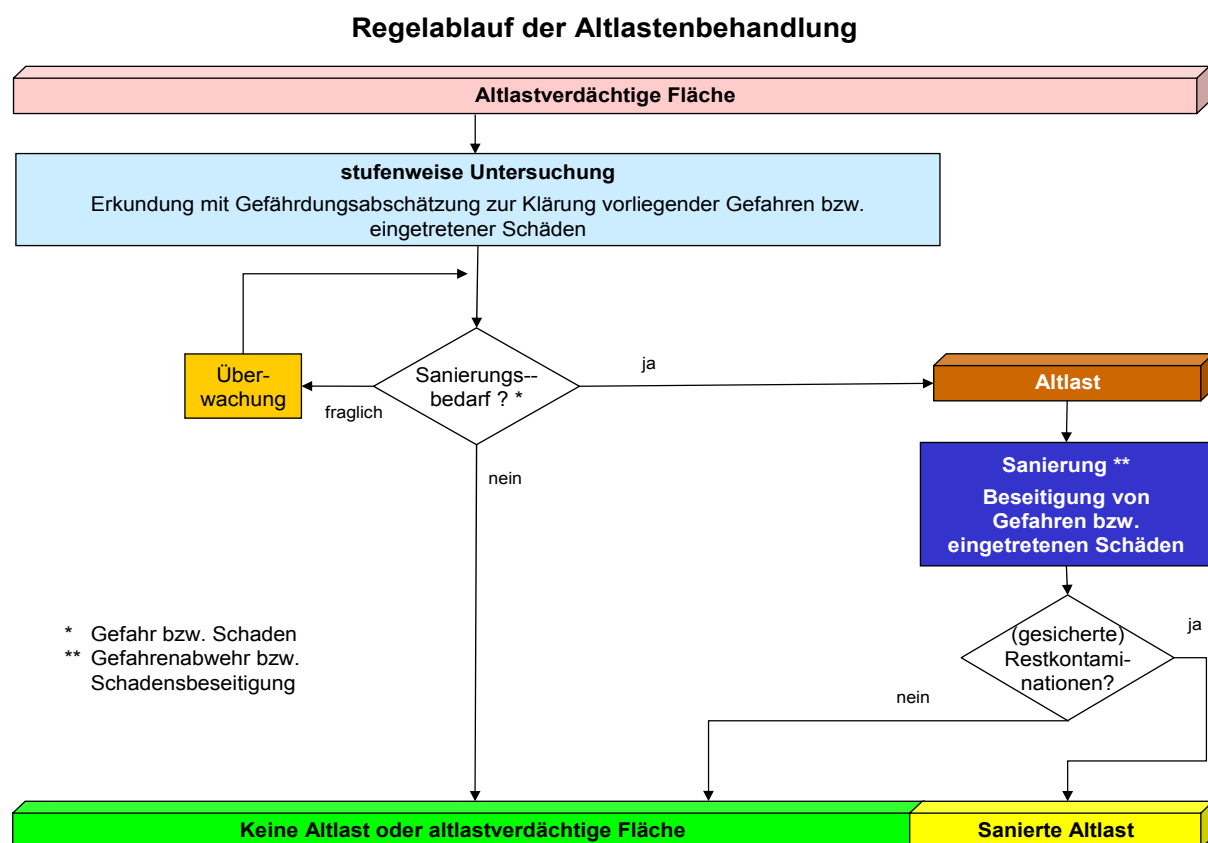 Regelablauf der Altlastenbehandlung
Altlastverdächtige Fläche
stufenweise Untersuchung
Erkundung mit Gefährdungsabschätzung zur Klärung vorliegender Gefahren bzw.
eingetretener Schäden
Über-
wachung
fraglich
Sanierungs--
bedarf ? *
ja
nein
Altlast
Sanierung **
Beseitigung von
Gefahren bzw.
eingetretenen Schäden
(gesicherte)
Restkontami-
nationen?
ja
nein
* Gefahr bzw. Schaden
** Gefahrenabwehr bzw.
Schadensbeseitigung
Keine Altlast oder altlastverdächtige Fläche
Sanierte Altlast